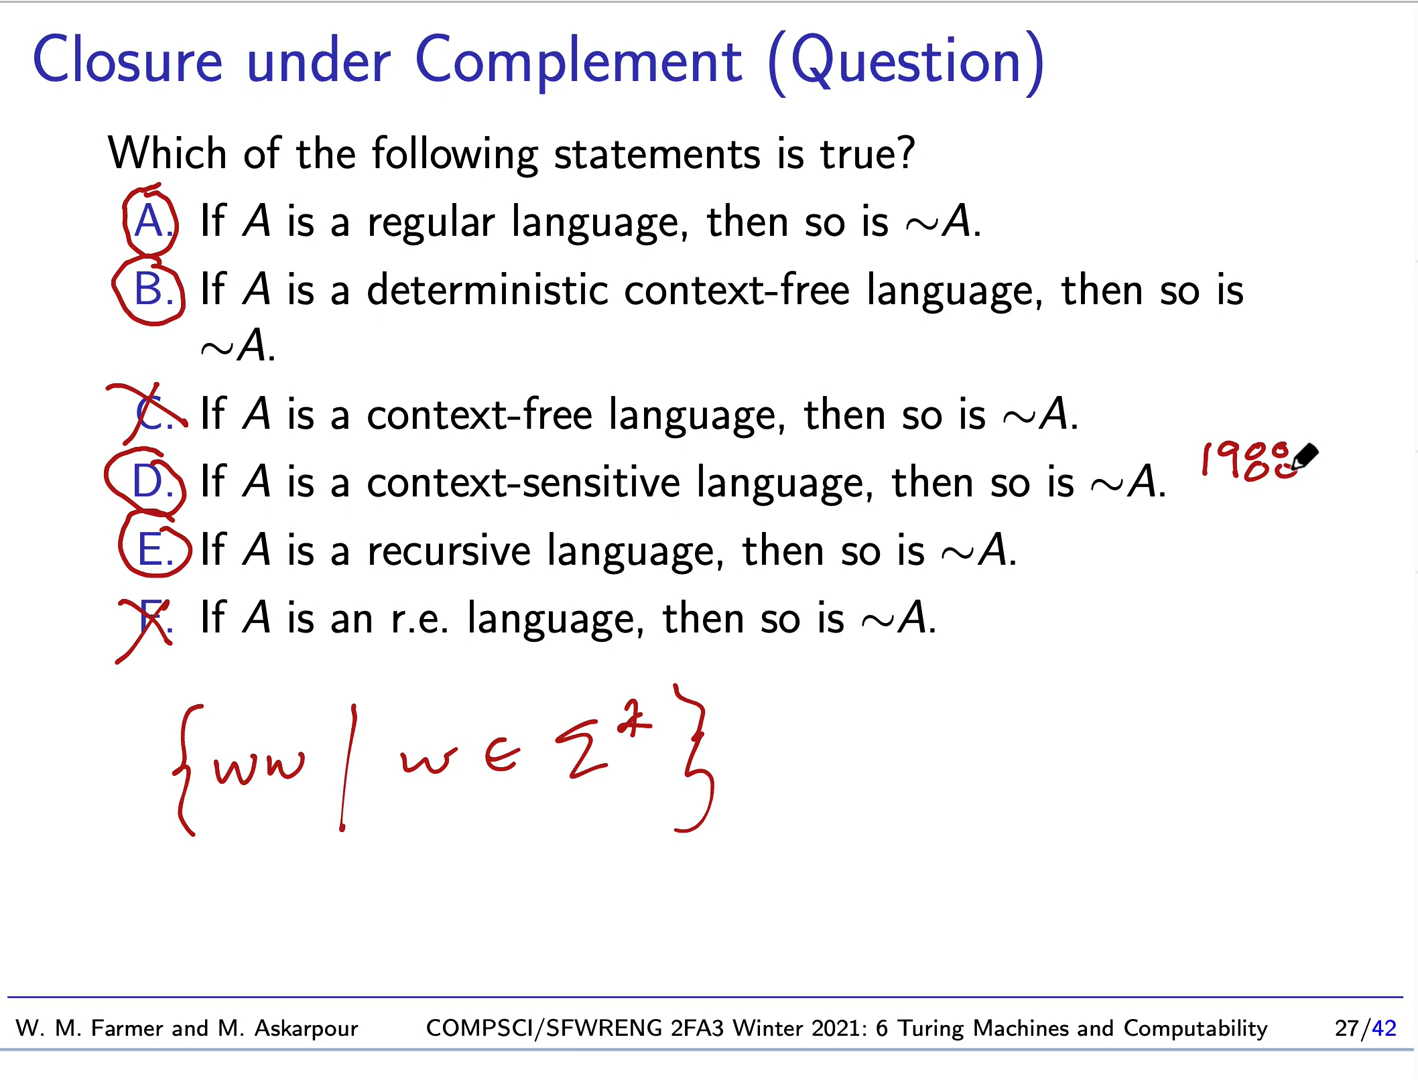 Closure under Complement (Question)
Which of the following statements is true?
A. If A is a regular language, then so is ∼A.
B. If A is a deterministic context-free language, then so is
∼A.
C. If A is a context-free language, then so is ∼A.
D. If A is a context-sensitive language, then so is ∼A.
1988
E. If A is a recursive language, then so is ∼A.
F. If A is an r.e. language, then so is ∼A.
{ww | w ∈ Σ*}
W. M. Farmer and M. Askarpour COMPSCI/SFWRENG 2FA3 Winter 2021: 6 Turing Machines and Computability 27/42